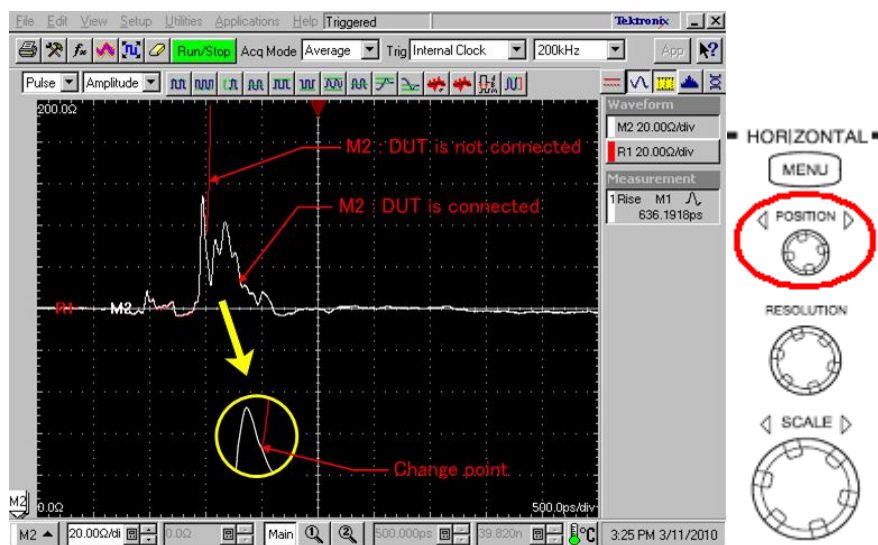 File Edit View Setup Utilities Applications Help Triggered
Tektronix
Run/Stop Acq Mode Average Trig Internal Clock 200kHz App
Pulse Amplitude
200.0Ω
M2 : DUT is not connected
M2 : DUT is connected
R1 M2
Change point
0.0Ω
500.0ps/div
Waveform
M2 20.00Ω/div
R1 20.00Ω/div
Measurement
1 Rise M1
636.1918ps
M2
M2 20.00Ω/di 0.0Ω Main 1 2 500.000ps 39.820n °C 3:25 PM 3/11/2010
HORIZONTAL
MENU
POSITION
RESOLUTION
SCALE